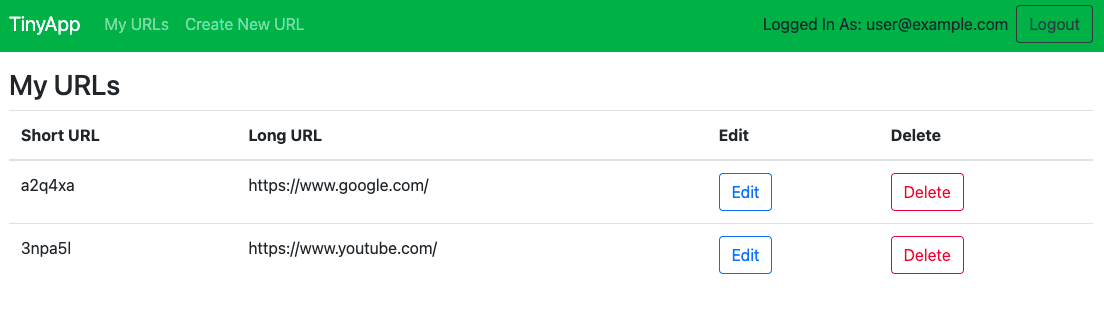 TinyApp My URLs Create New URL Logged In As: user@example.com Logout
My URLs
Short URL Long URL Edit Delete
a2q4xa https://www.google.com/ Edit Delete
3npa5l https://www.youtube.com/ Edit Delete